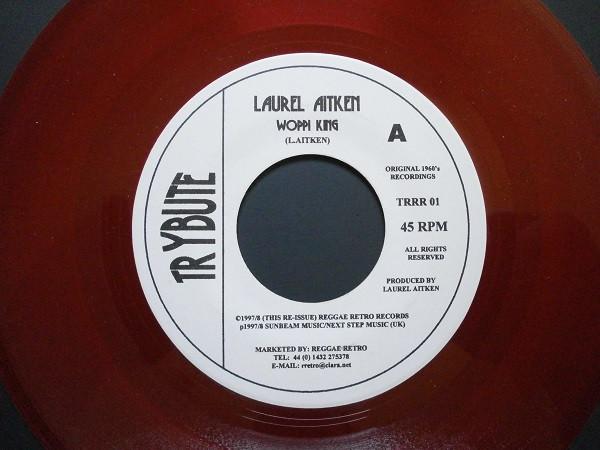 LAUREL AITKEN
WOPPI KING
(L.AITKEN)
A
TRYBUTE
ORIGINAL 1960's
RECORDINGS
TRRR 01
45 RPM
ALL RIGHTS
RESERVED
PRODUCED BY
LAUREL AITKEN
©1997/8 (THIS RE-ISSUE) REGGAE RETRO RECORDS
p1997/8 SUNBEAM MUSIC/NEXT STEP MUSIC (UK)
MARKETED BY: REGGAE RETRO
TEL: 44 (0) 1432 275378
E-MAIL: rretro@clara.net